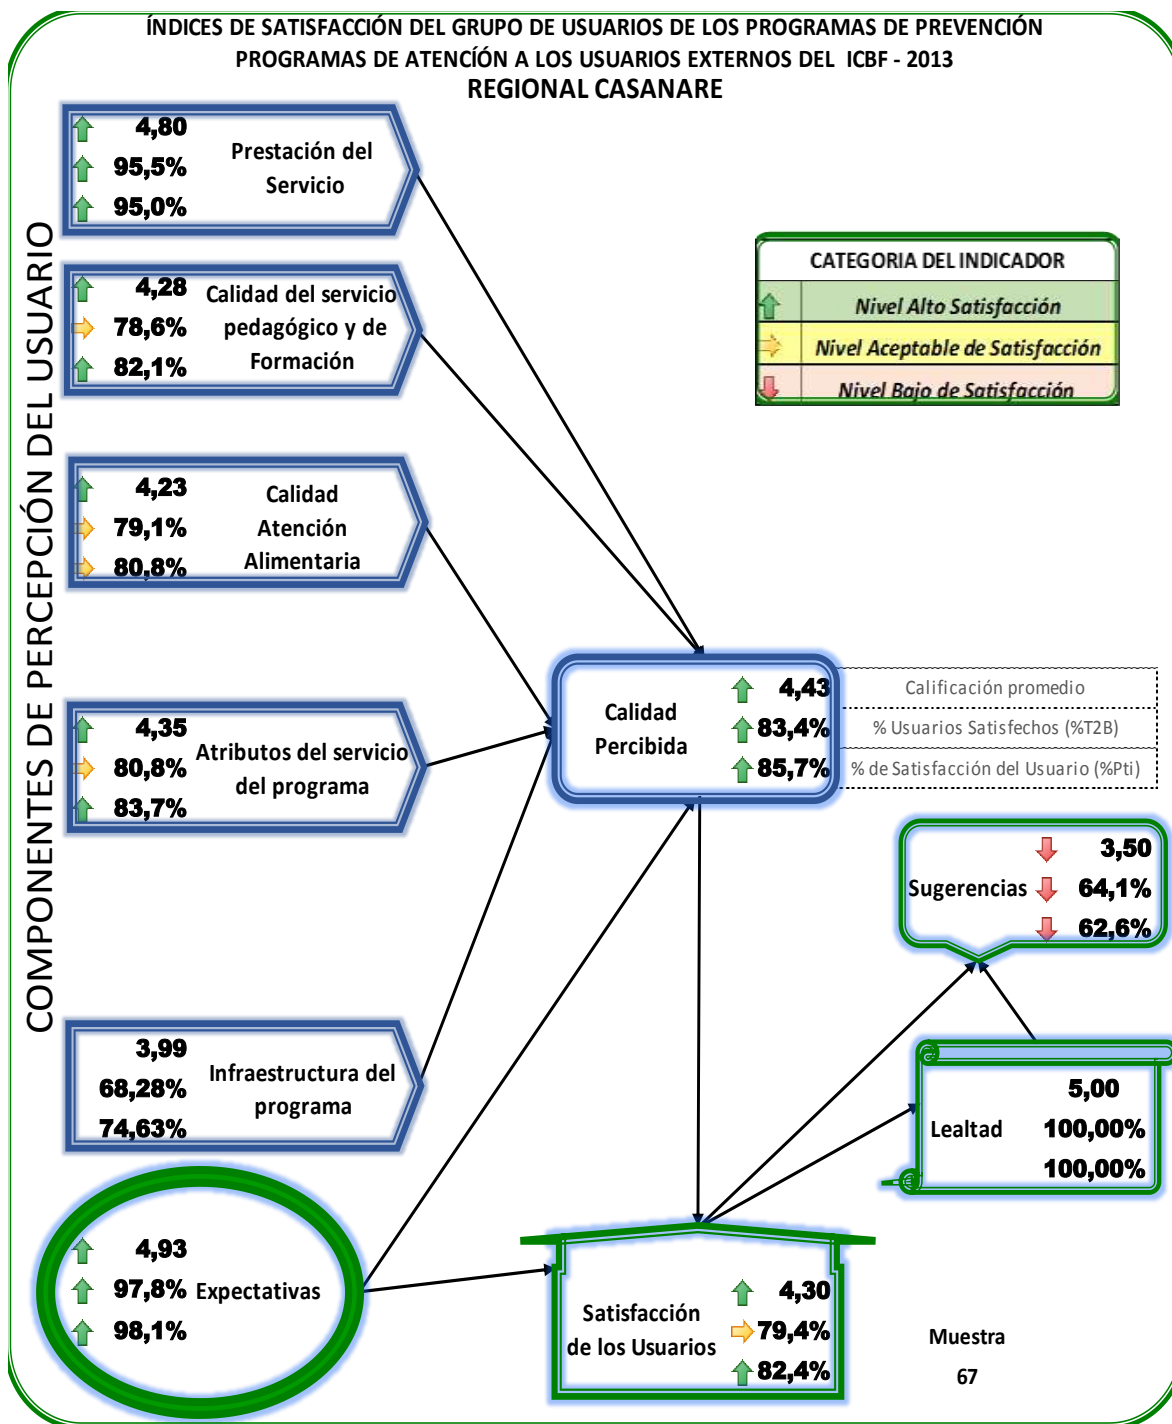 ÍNDICES DE SATISFACCIÓN DEL GRUPO DE USUARIOS DE LOS PROGRAMAS DE PREVENCIÓN
PROGRAMAS DE ATENCÍÓN A LOS USUARIOS EXTERNOS DEL ICBF - 2013
REGIONAL CASANARE
COMPONENTES DE PERCEPCIÓN DEL USUARIO
4,80
95,5%
95,0%
Prestación del
Servicio
4,28
78,6%
82,1%
Calidad del servicio
pedagógico y de
Formación
CATEGORIA DEL INDICADOR
Nivel Alto Satisfacción
Nivel Aceptable de Satisfacción
Nivel Bajo de Satisfacción
4,23
79,1%
80,8%
Calidad
Atención
Alimentaria
4,35
80,8%
83,7%
Atributos del servicio
del programa
Calidad
Percibida
4,43
83,4%
85,7%
Calificación promedio
% Usuarios Satisfechos (%T2B)
% de Satisfacción del Usuario (%Pti)
Sugerencias
3,50
64,1%
62,6%
3,99
68,28%
74,63%
Infraestructura del
programa
Lealtad
5,00
100,00%
100,00%
4,93
97,8%
98,1%
Expectativas
Satisfacción
de los Usuarios
4,30
79,4%
82,4%
Muestra
67